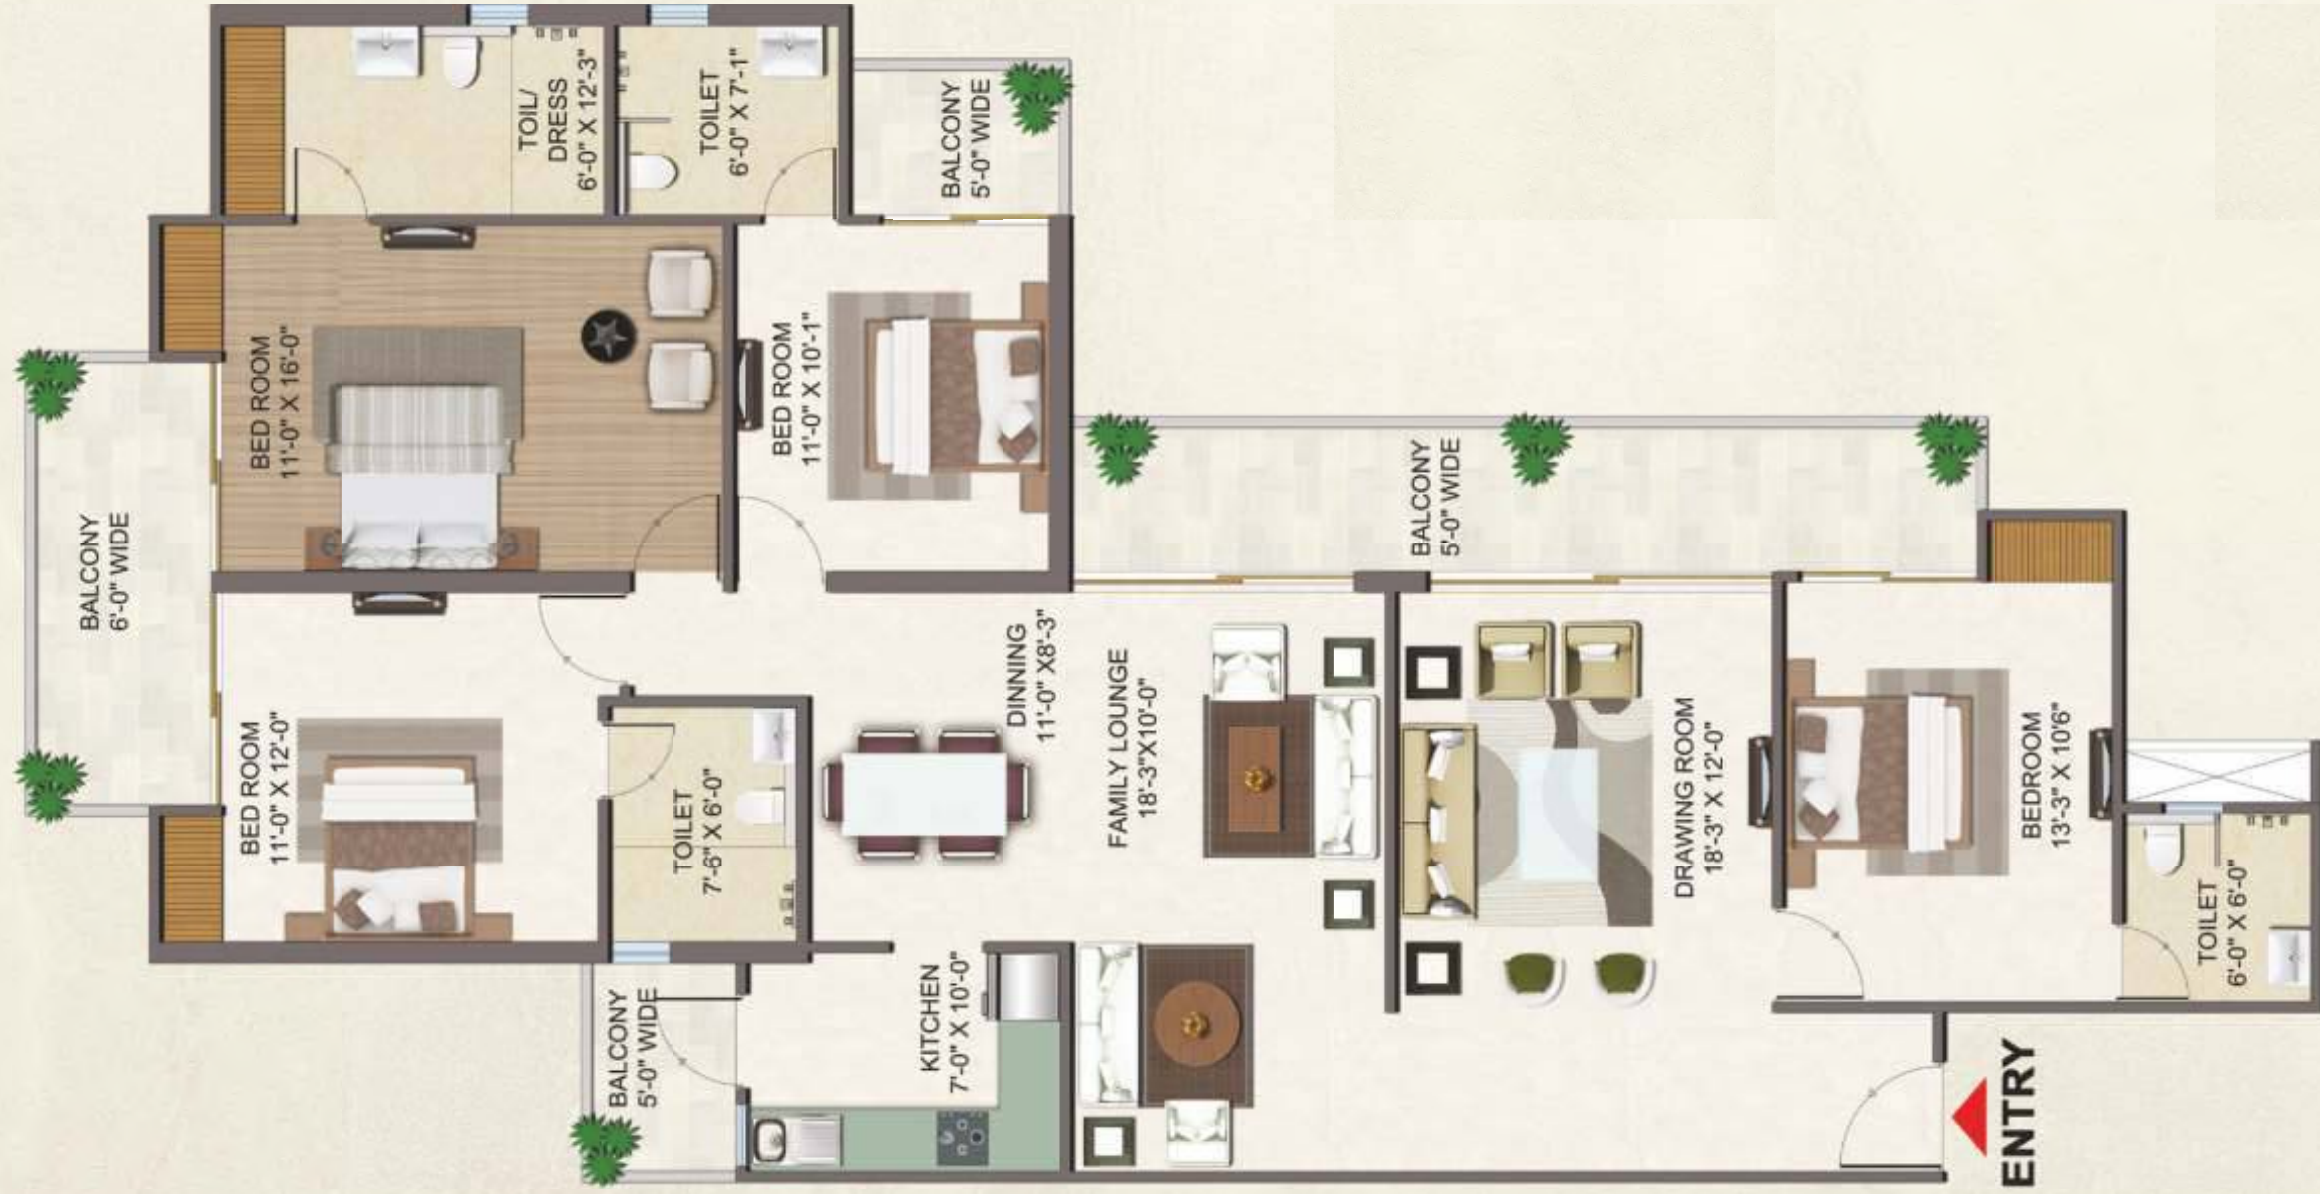 TOIL/
DRESS
6'-0" X 12'-3"
TOILET
6'-0" X 7'-1"
BALCONY
5'-0" WIDE
BED ROOM
11'-0" X 16'-0"
BED ROOM
11'-0" X 10'-1"
BALCONY
6'-0" WIDE
BALCONY
5'-0" WIDE
BED ROOM
11'-0" X 12'-0"
TOILET
7'-6" X 6'-0"
DINNING
11'-0" X8'-3"
FAMILY LOUNGE
18'-3"X10'-0"
DRAWING ROOM
18'-3" X 12'-0"
BEDROOM
13'-3" X 10'6"
TOILET
6'-0" X 6'-0"
BALCONY
5'-0" WIDE
KITCHEN
7'-0" X 10'-0"
ENTRY